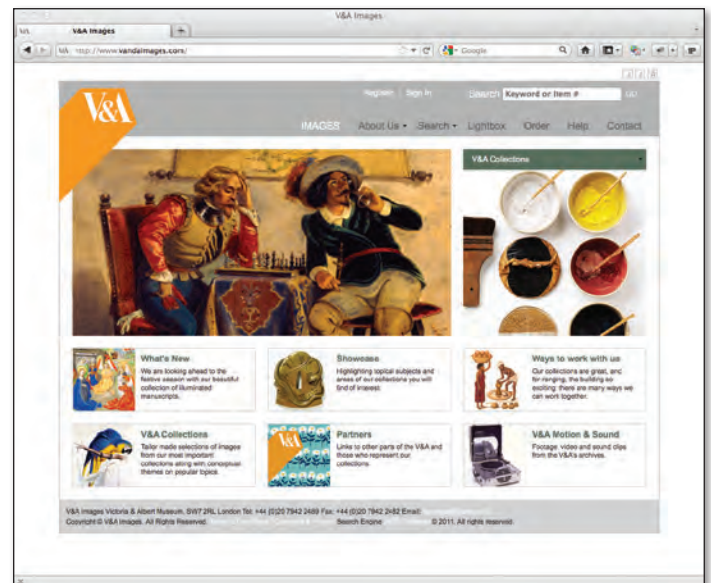 V&A Images
V&A Images
http://www.vandaimages.com/
Google
Register Sign In Search Keyword or Item # GO
V&A
IMAGES About Us Search Lightbox Order Help Contact
V&A Collections
What's New
We are looking ahead to the
festive season with our beautiful
collection of illuminated
manuscripts.
Showcase
Highlighting topical subjects and
areas of our collections you will
find of interest.
Ways to work with us
Our collections are great, and
far ranging, the building so
exciting: there are many ways we
can work together.
V&A Collections
Tailor made selections of images
from our most important
collections along with conceptual
themes on popular topics.
Partners
Links to other parts of the V&A and
those who represent our
collections.
V&A
V&A Motion & Sound
Footage: video and sound clips
from the V&A's archives.
V&A Images Victoria & Albert Museum, SW7 2RL London Tel: +44 (0)20 7942 2489 Fax: +44 (0)20 7942 2482 Email:
Copyright © V&A Images. All Rights Reserved. Search Engine © 2011. All rights reserved.